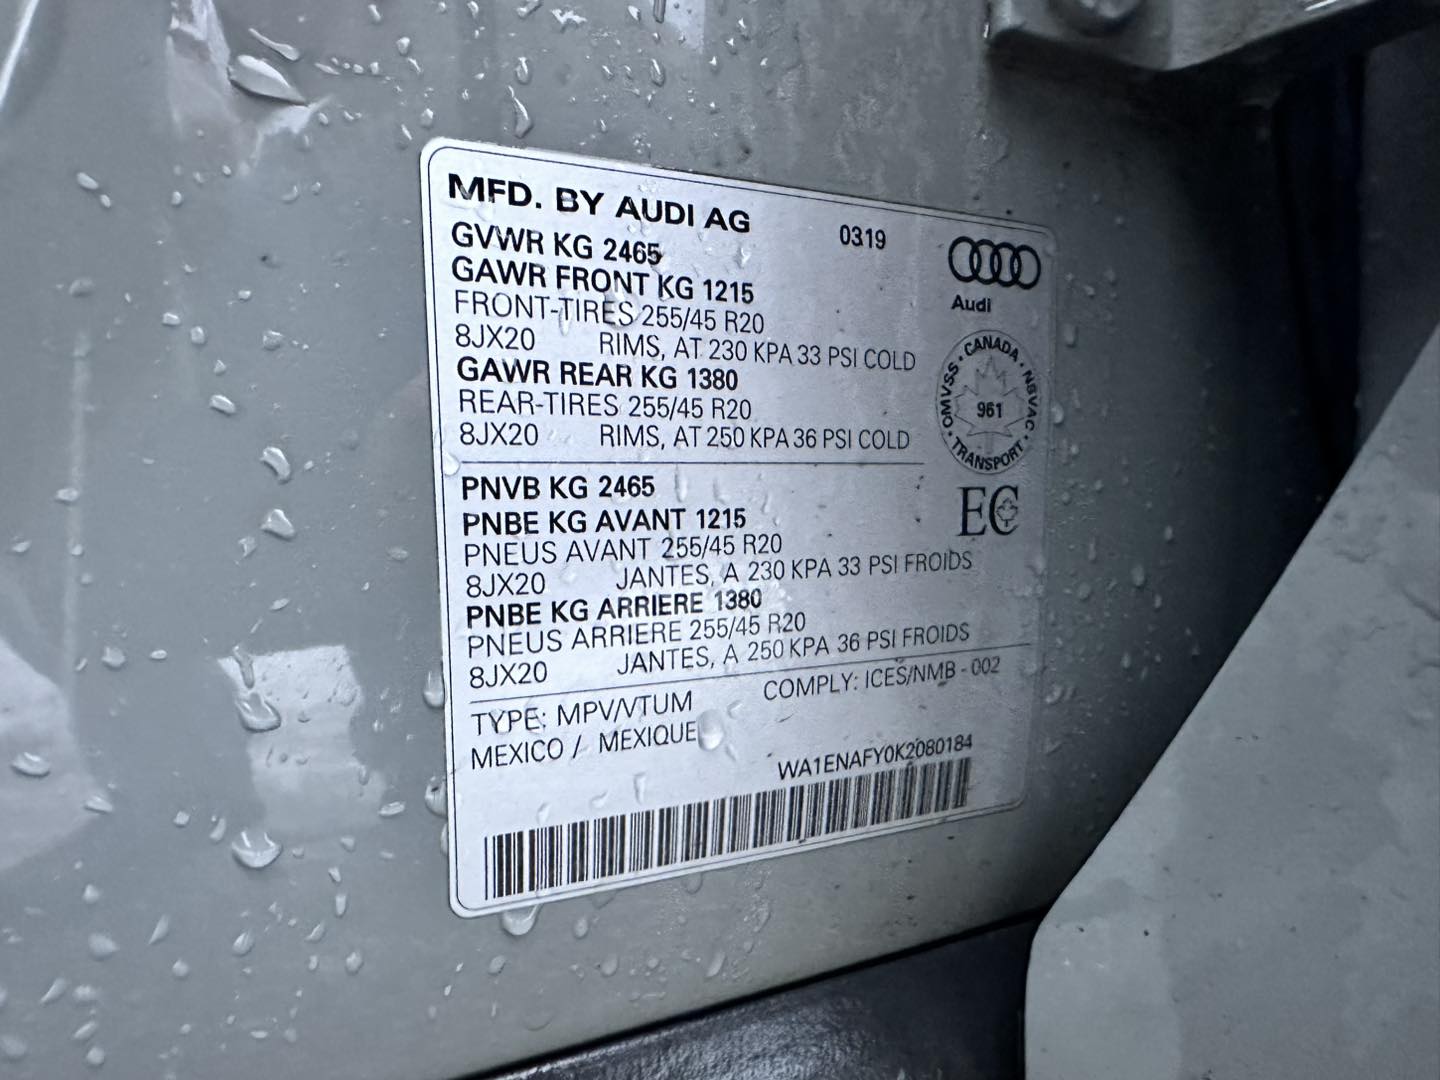 MFD. BY AUDI AG 0319
GVWR KG 2465
GAWR FRONT KG 1215
FRONT-TIRES 255/45 R20
8JX20 RIMS, AT 230 KPA 33 PSI COLD
GAWR REAR KG 1380
REAR-TIRES 255/45 R20
8JX20 RIMS, AT 250 KPA 36 PSI COLD
Audi
CANADA · NSVAC · TRANSPORT · CMVSS ·
961
EC
PNVB KG 2465
PNBE KG AVANT 1215
PNEUS AVANT 255/45 R20
8JX20 JANTES, A 230 KPA 33 PSI FROIDS
PNBE KG ARRIERE 1380
PNEUS ARRIERE 255/45 R20
8JX20 JANTES, A 250 KPA 36 PSI FROIDS
TYPE: MPV/VTUM COMPLY: ICES/NMB - 002
MEXICO / MEXIQUE
WA1ENAFY0K2080184